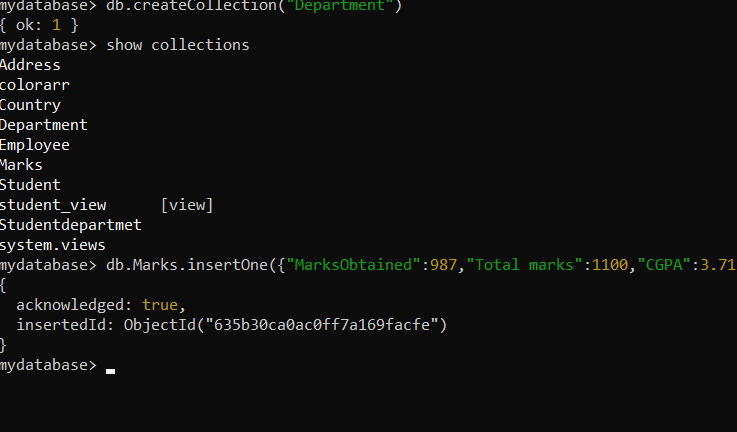 mydatabase> db.createCollection("Department")
{ ok: 1 }
mydatabase> show collections
Address
colorarr
Country
Department
Employee
Marks
Student
student_view [view]
Studentdepartmet
system.views
mydatabase> db.Marks.insertOne({"MarksObtained":987,"Total marks":1100,"CGPA":3.71
{
acknowledged: true,
insertedId: ObjectId("635b30ca0ac0ff7a169facfe")
}
mydatabase>